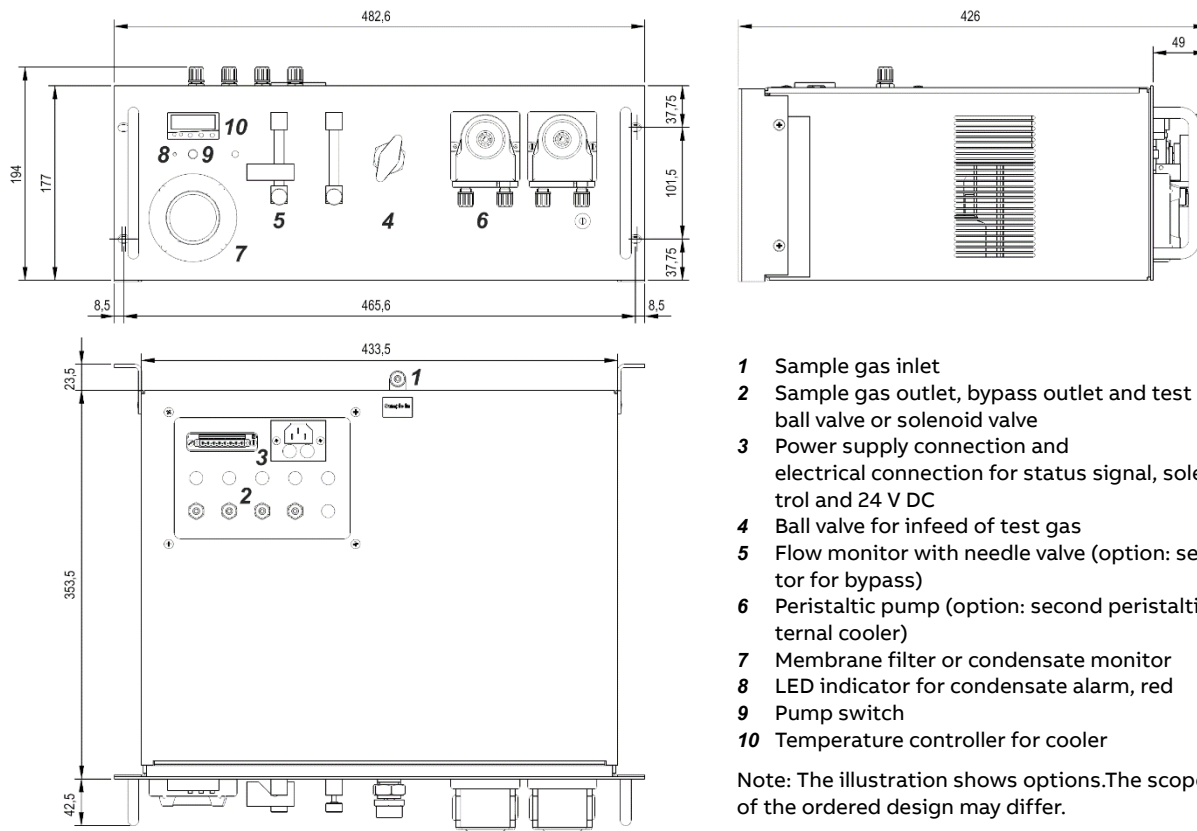 482,6
426
49
194
177
10
8
9
7
5
4
6
37,75
101,5
37,75
8,5
465,6
8,5
433,5
23,5
1
3
2
353,5
42,5
1 Sample gas inlet
2 Sample gas outlet, bypass outlet and test
ball valve or solenoid valve
3 Power supply connection and
electrical connection for status signal, sole
trol and 24 V DC
4 Ball valve for infeed of test gas
5 Flow monitor with needle valve (option: se
tor for bypass)
6 Peristaltic pump (option: second peristalti
ternal cooler)
7 Membrane filter or condensate monitor
8 LED indicator for condensate alarm, red
9 Pump switch
10 Temperature controller for cooler
Note: The illustration shows options.The scope
of the ordered design may differ.